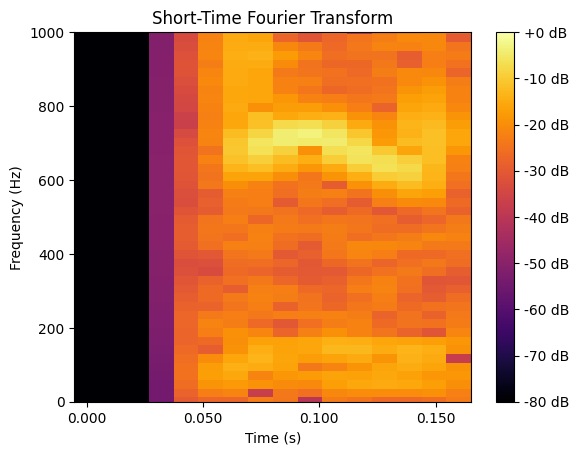 Short-Time Fourier Transform
1000
800
600
400
200
0
Frequency (Hz)
0.000
0.050
0.100
0.150
Time (s)
+0 dB
-10 dB
-20 dB
-30 dB
-40 dB
-50 dB
-60 dB
-70 dB
-80 dB